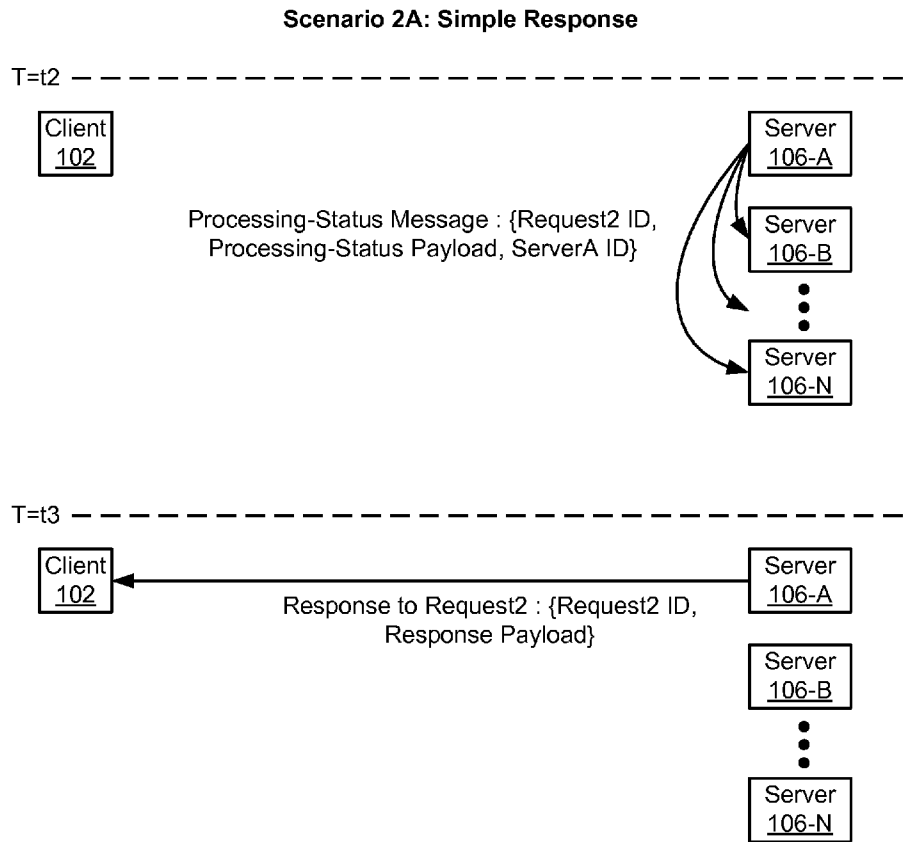 Scenario 2A: Simple Response
T=t2
Client
102
Server
106-A
Processing-Status Message : {Request2 ID,
Processing-Status Payload, ServerA ID}
Server
106-B
Server
106-N
T=t3
Client
102
Server
106-A
Response to Request2 : {Request2 ID,
Response Payload}
Server
106-B
Server
106-N